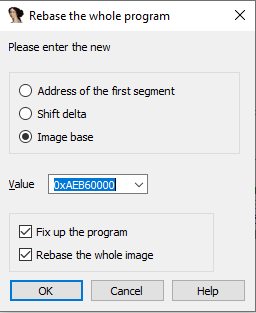 Rebase the whole program
Please enter the new
Address of the first segment
Shift delta
Image base
Value 0xAEB60000
Fix up the program
Rebase the whole image
OK Cancel Help